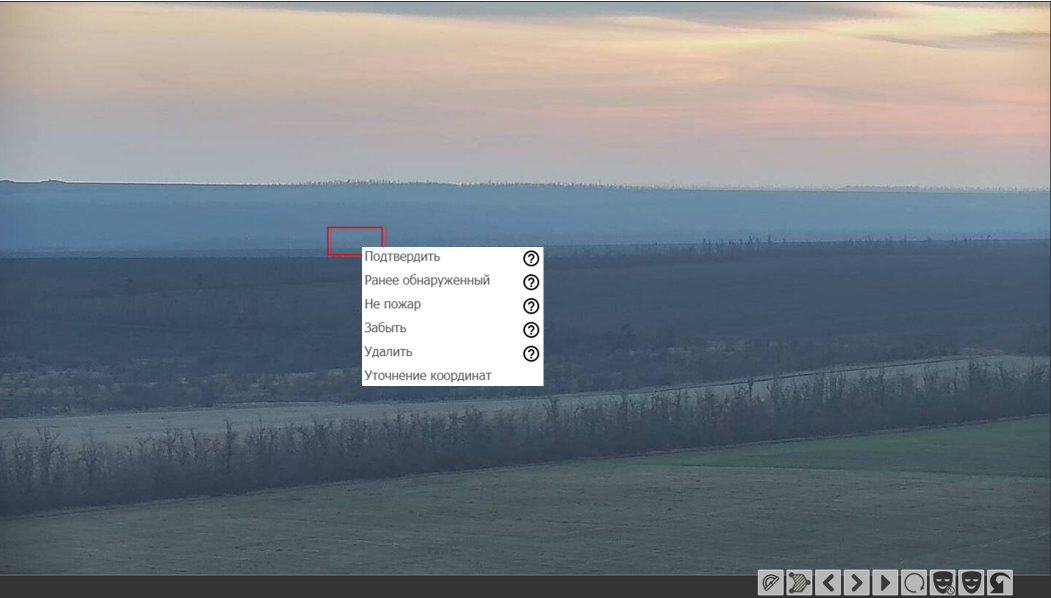 Подтвердить
Ранее обнаруженный
Не пожар
Забыть
Удалить
Уточнение координат